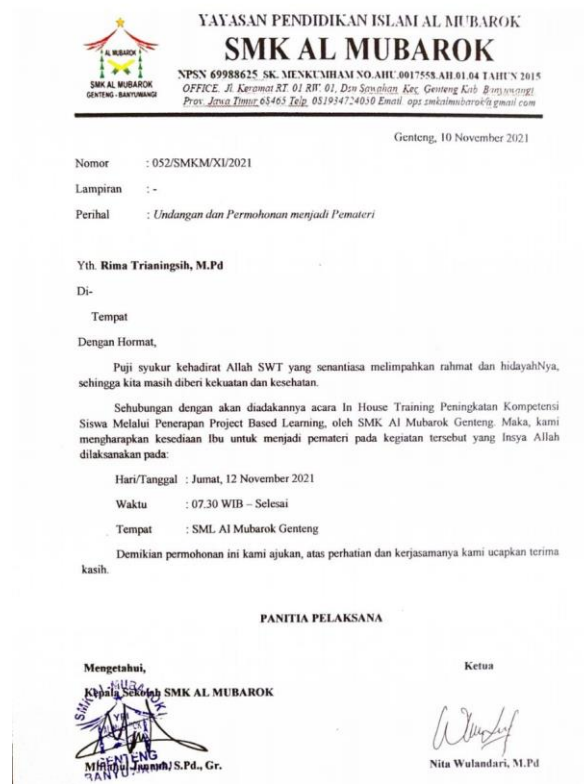 AL MUBAROK
SMK AL MUBAROK
GENTENG - BANYUWANGI
YAYASAN PENDIDIKAN ISLAM AL MUBAROK
SMK AL MUBAROK
NPSN 69988625 SK. MENKUMHAM NO.AHU.0017558.AH.01.04 TAHUN 2015
OFFICE. Jl. Keramat RT. 01 RW. 01, Dsn Sawahan Kec. Genteng Kab Banyuwangi
Prov. Jawa Timur 68465 Telp. 081934724050 Email. ops.smkalmubarok@gmail.com
Genteng, 10 November 2021
Nomor : 052/SMKM/XI/2021
Lampiran : -
Perihal : Undangan dan Permohonan menjadi Pemateri
Yth. Rima Trianingsih, M.Pd
Di-
Tempat
Dengan Hormat,
Puji syukur kehadirat Allah SWT yang senantiasa melimpahkan rahmat dan hidayahNya,
sehingga kita masih diberi kekuatan dan kesehatan.
Sehubungan dengan akan diadakannya acara In House Training Peningkatan Kompetensi
Siswa Melalui Penerapan Project Based Learning, oleh SMK Al Mubarok Genteng. Maka, kami
mengharapkan kesediaan Ibu untuk menjadi pemateri pada kegiatan tersebut yang Insya Allah
dilaksanakan pada:
Hari/Tanggal : Jumat, 12 November 2021
Waktu : 07.30 WIB – Selesai
Tempat : SML Al Mubarok Genteng
Demikian permohonan ini kami ajukan, atas perhatian dan kerjasamanya kami ucapkan terima
kasih.
PANITIA PELAKSANA
Mengetahui,
Ketua
Kepala Sekolah SMK AL MUBAROK
GENTENG
S.Pd., Gr.
Nita Wulandari, M.Pd